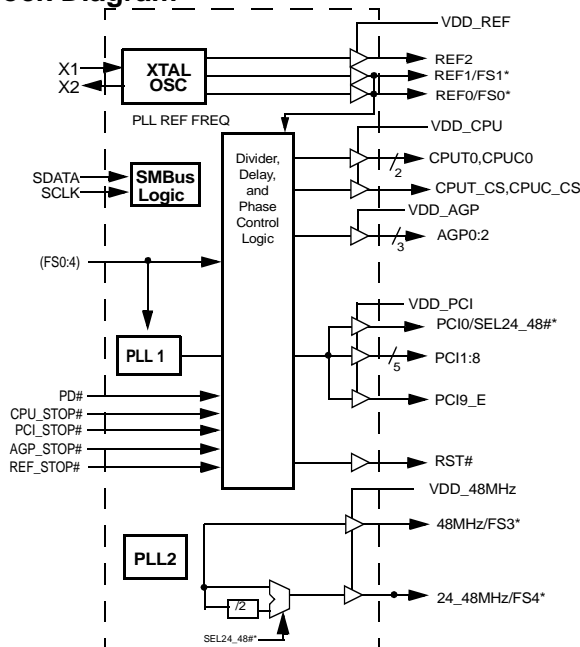 VDD_REF
REF2
X1
XTAL
OSC
REF1/FS1*
X2
REF0/FS0*
PLL REF FREQ
VDD_CPU
Divider,
Delay,
and
Phase
Control
Logic
CPUT0,CPUC0
2
SDATA
SMBus
Logic
SCLK
CPUT_CS,CPUC_CS
VDD_AGP
AGP0:2
3
(FS0:4)
VDD_PCI
PCI0/SEL24_48#*
PLL 1
PCI1:8
5
PD#
PCI9_E
CPU_STOP#
PCI_STOP#
AGP_STOP#
REF_STOP#
RST#
VDD_48MHz
48MHz/FS3*
PLL2
24_48MHz/FS4*
/2
SEL24_48#*